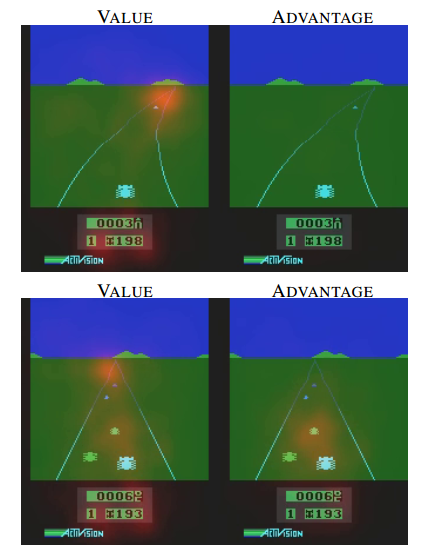 VALUE ADVANTAGE
0003 0003
1 198 1 198
ACTIVISION ACTIVISION
VALUE ADVANTAGE
0006 0006
1 193 1 193
ACTIVISION ACTIVISION